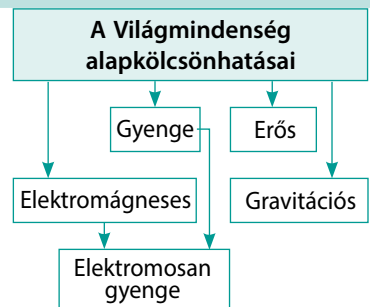 A Világmindenség
alapkölcsönhatásai
Gyenge
Erős
Elektromágneses
Gravitációs
Elektromosan
gyenge